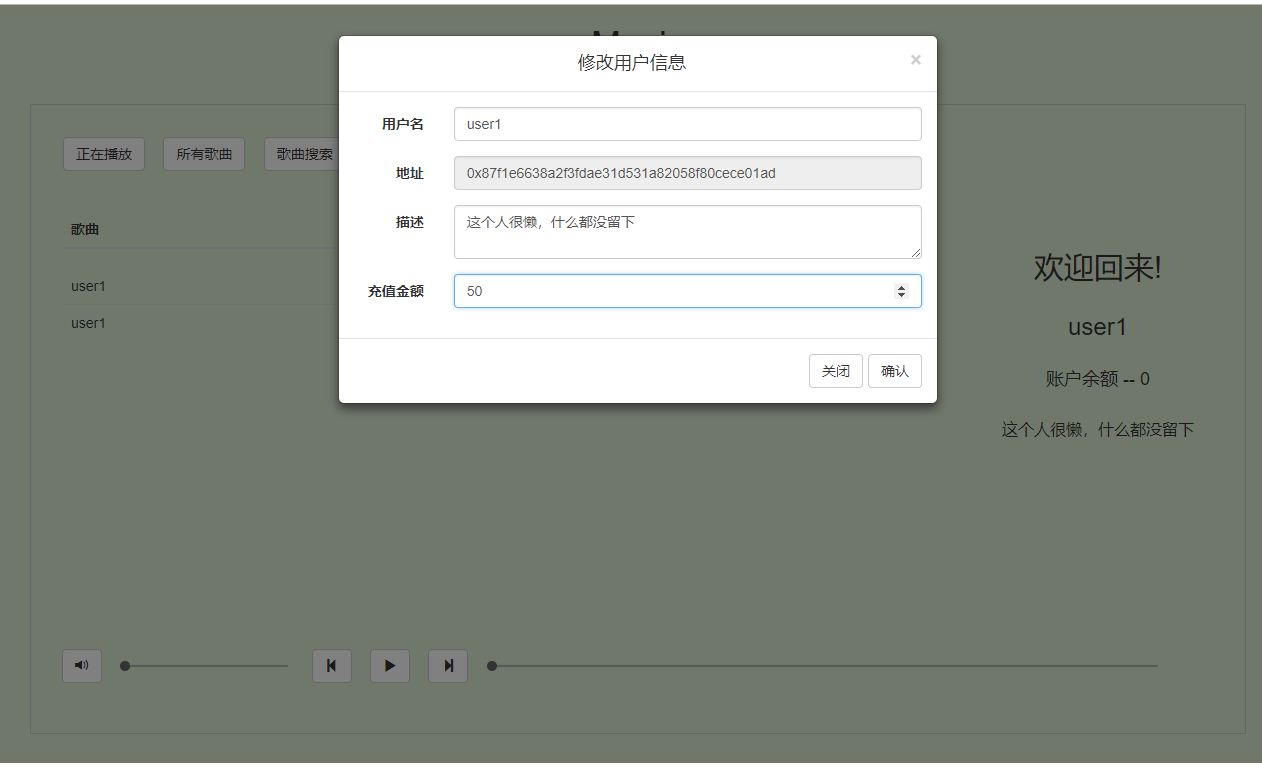 修改用户信息
×
用户名
user1
地址
0x87f1e6638a2f3fdae31d531a82058f80cece01ad
描述
这个人很懒，什么都没留下
充值金额
50
关闭
确认
正在播放
所有歌曲
歌曲搜索
歌曲
user1
user1
欢迎回来!
user1
账户余额 -- 0
这个人很懒，什么都没留下